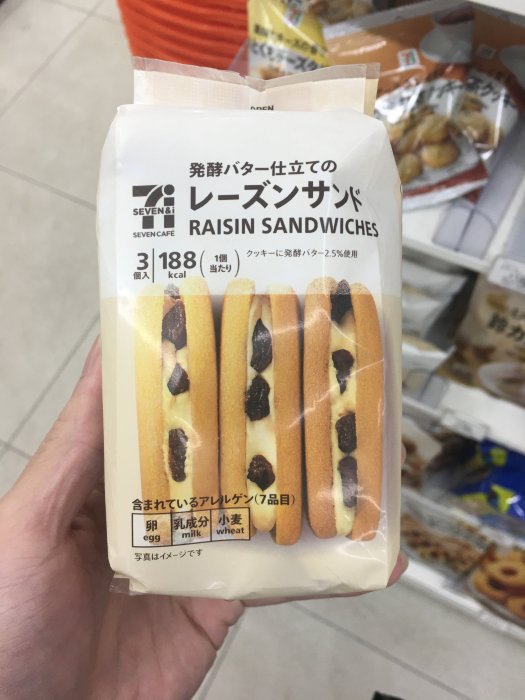 OPEN
発酵バター仕立ての
レーズンサンド
RAISIN SANDWICHES
SEVEN&i
SEVEN CAFÉ
3個入
188kcal
(1個当たり)
クッキーに発酵バター2.5%使用
含まれているアレルゲン(7品目)
卵 乳成分 小麦
egg milk wheat
写真はイメージです